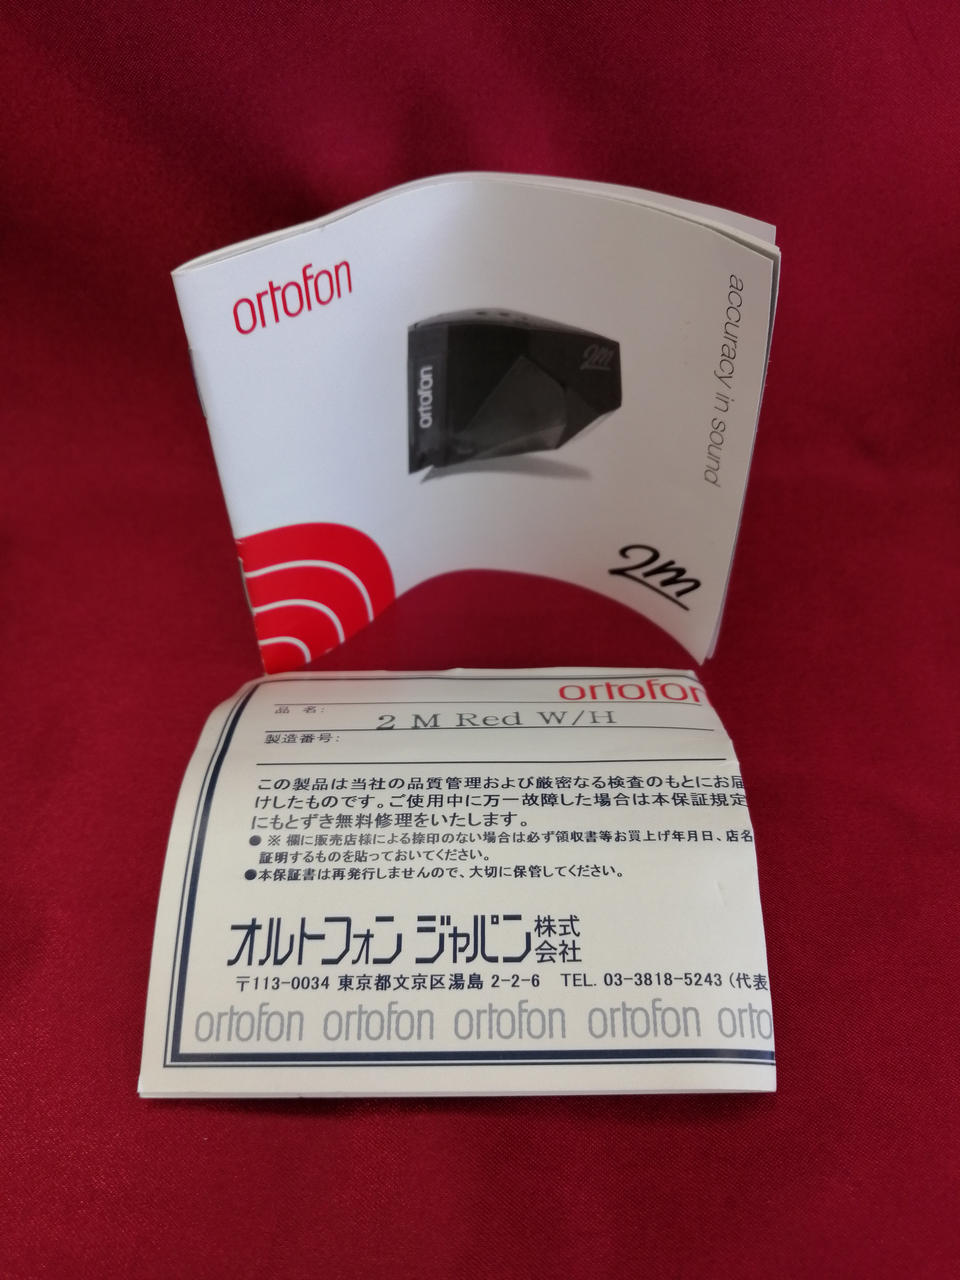 ortofon
accuracy in sound
2m
ortofon
2m
ortofon
品 名:
2 M Red W/H
製造番号:
この製品は当社の品質管理および厳密なる検査のもとにお届
けしたものです。ご使用中に万一故障した場合は本保証規定
にもとずき無料修理をいたします。
● ※ 欄に販売店様による捺印のない場合は必ず領収書等お買上げ年月日、店名
証明するものを貼っておいてください。
●本保証書は再発行しませんので、大切に保管してください。
オルトフォン ジャパン株式会社
〒113-0034 東京都文京区湯島 2-2-6 TEL. 03-3818-5243 (代表
ortofon ortofon ortofon ortofon orto